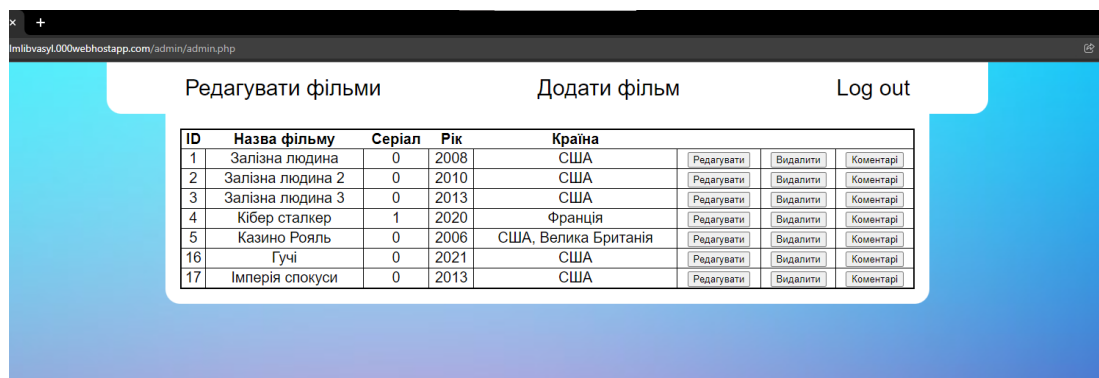 × +
lmlibvasyl.000webhostapp.com/admin/admin.php
Редагувати фільми Додати фільм Log out
ID Назва фільму Серіал Рік Країна
1 Залізна людина 0 2008 США Редагувати Видалити Коментарі
2 Залізна людина 2 0 2010 США Редагувати Видалити Коментарі
3 Залізна людина 3 0 2013 США Редагувати Видалити Коментарі
4 Кібер сталкер 1 2020 Франція Редагувати Видалити Коментарі
5 Казино Рояль 0 2006 США, Велика Британія Редагувати Видалити Коментарі
16 Гучі 0 2021 США Редагувати Видалити Коментарі
17 Імперія спокуси 0 2013 США Редагувати Видалити Коментарі